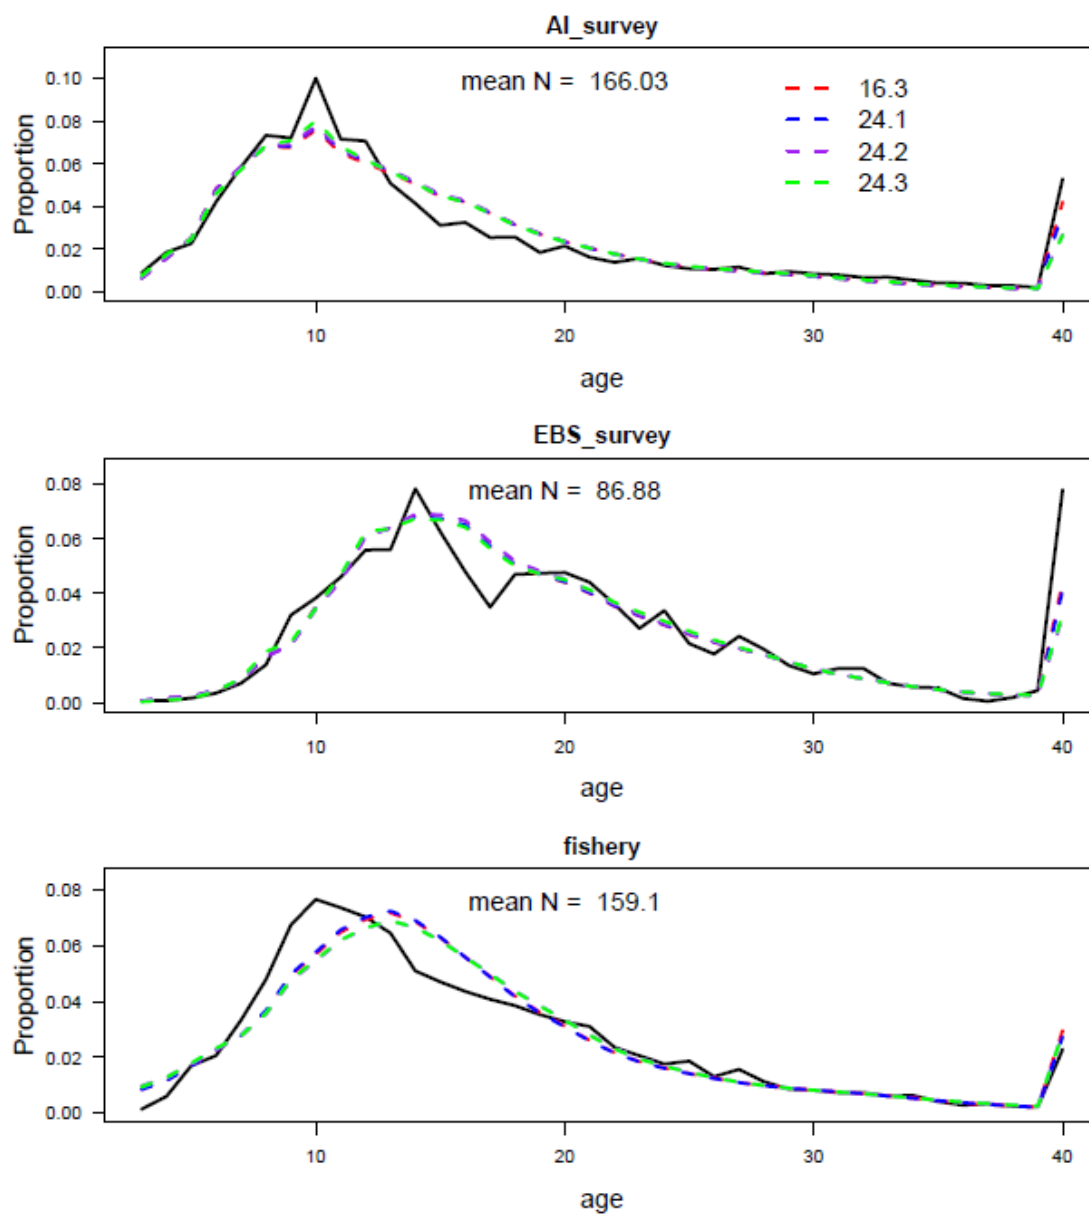 AI_survey
mean N = 166.03
16.3
24.1
24.2
24.3
Proportion
0.10
0.08
0.06
0.04
0.02
0.00
10 20 30 40
age
EBS_survey
mean N = 86.88
Proportion
0.08
0.06
0.04
0.02
0.00
10 20 30 40
age
fishery
mean N = 159.1
Proportion
0.08
0.06
0.04
0.02
0.00
10 20 30 40
age